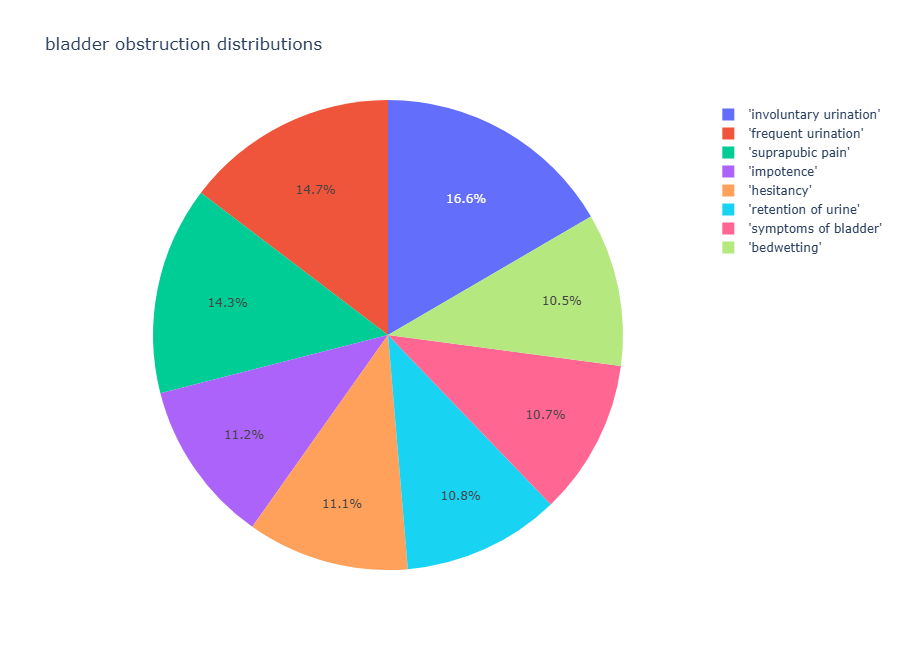 bladder obstruction distributions
'involuntary urination'
'frequent urination'
'suprapubic pain'
'impotence'
'hesitancy'
'retention of urine'
'symptoms of bladder'
'bedwetting'
14.7%
16.6%
14.3%
10.5%
11.2%
10.7%
11.1%
10.8%